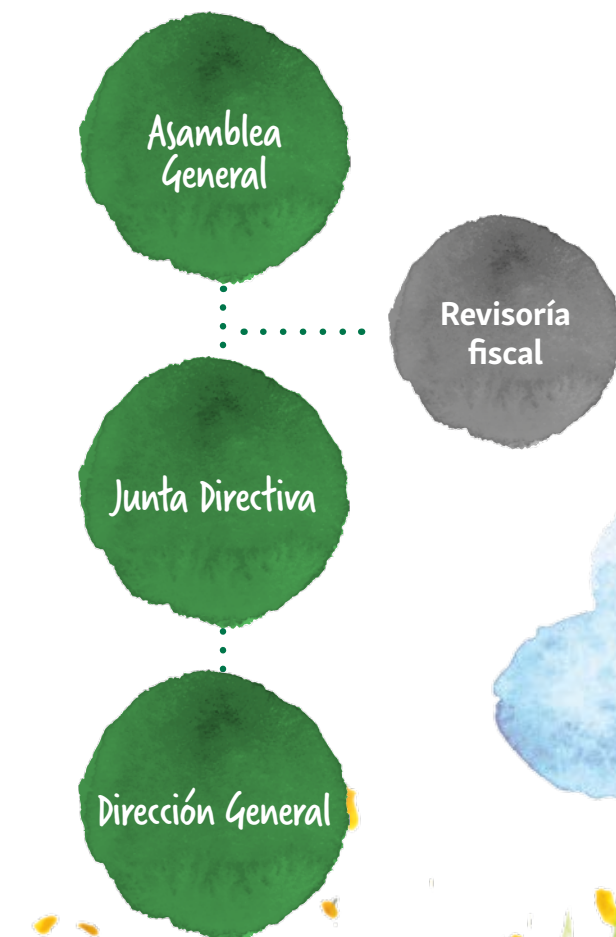 Asamblea
General
Revisoría
fiscal
Junta Directiva
Dirección General